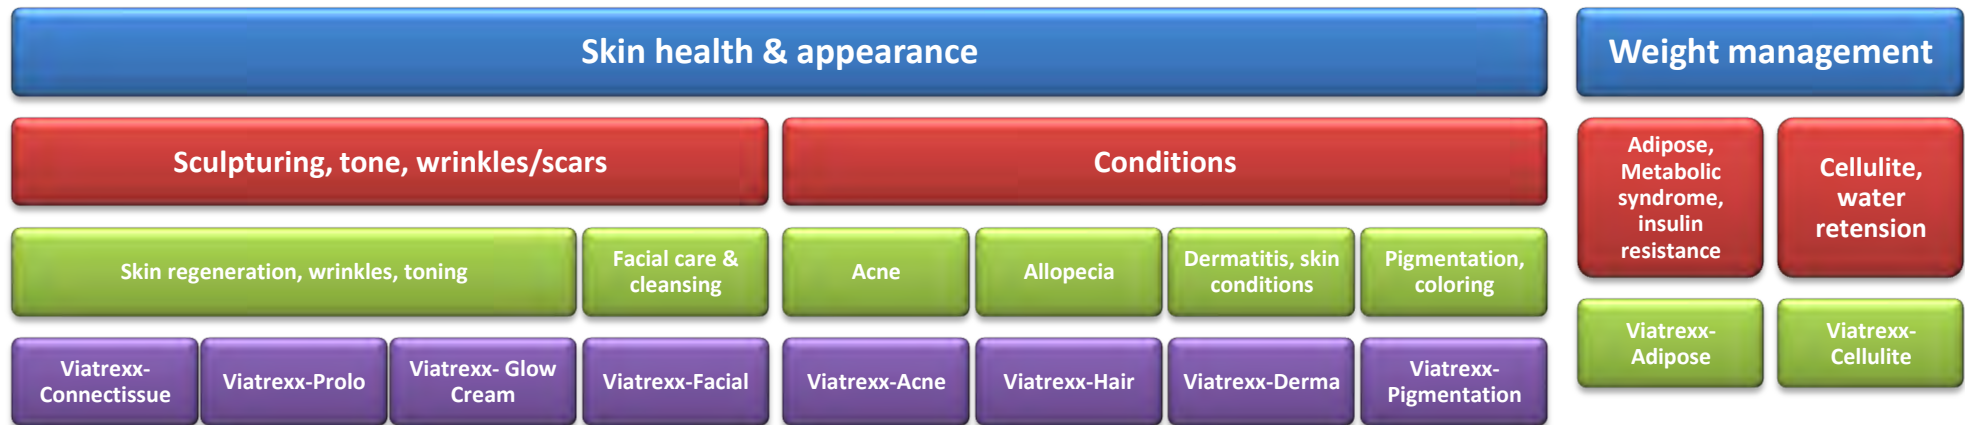 Skin health & appearance
Weight management
Sculpturing, tone, wrinkles/scars
Conditions
Adipose,
Metabolic
syndrome,
insulin
resistance
Cellulite,
water
retension
Skin regeneration, wrinkles, toning
Facial care &
cleansing
Acne
Allopecia
Dermatitis, skin
conditions
Pigmentation,
coloring
Viatrexx-
Adipose
Viatrexx-
Cellulite
Viatrexx-
Connectissue
Viatrexx-Prolo
Viatrexx- Glow
Cream
Viatrexx-Facial
Viatrexx-Acne
Viatrexx-Hair
Viatrexx-Derma
Viatrexx-
Pigmentation